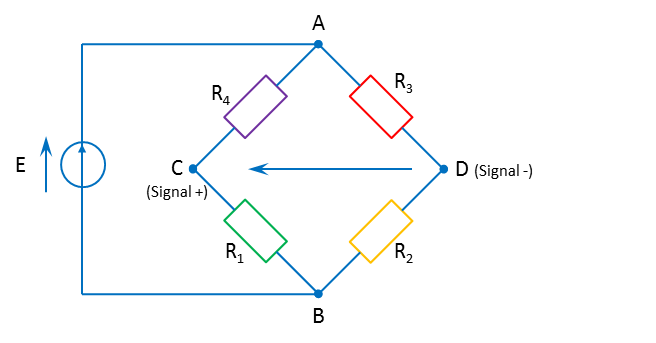 A
R4
R3
E
C
(Signal +)
D (Signal -)
R1
R2
B